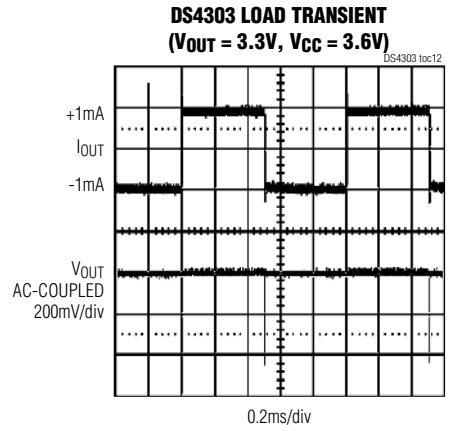 DS4303 LOAD TRANSIENT
(VOUT = 3.3V, VCC = 3.6V)
DS4303 toc12
+1mA
IOUT
-1mA
VOUT
AC-COUPLED
200mV/div
0.2ms/div